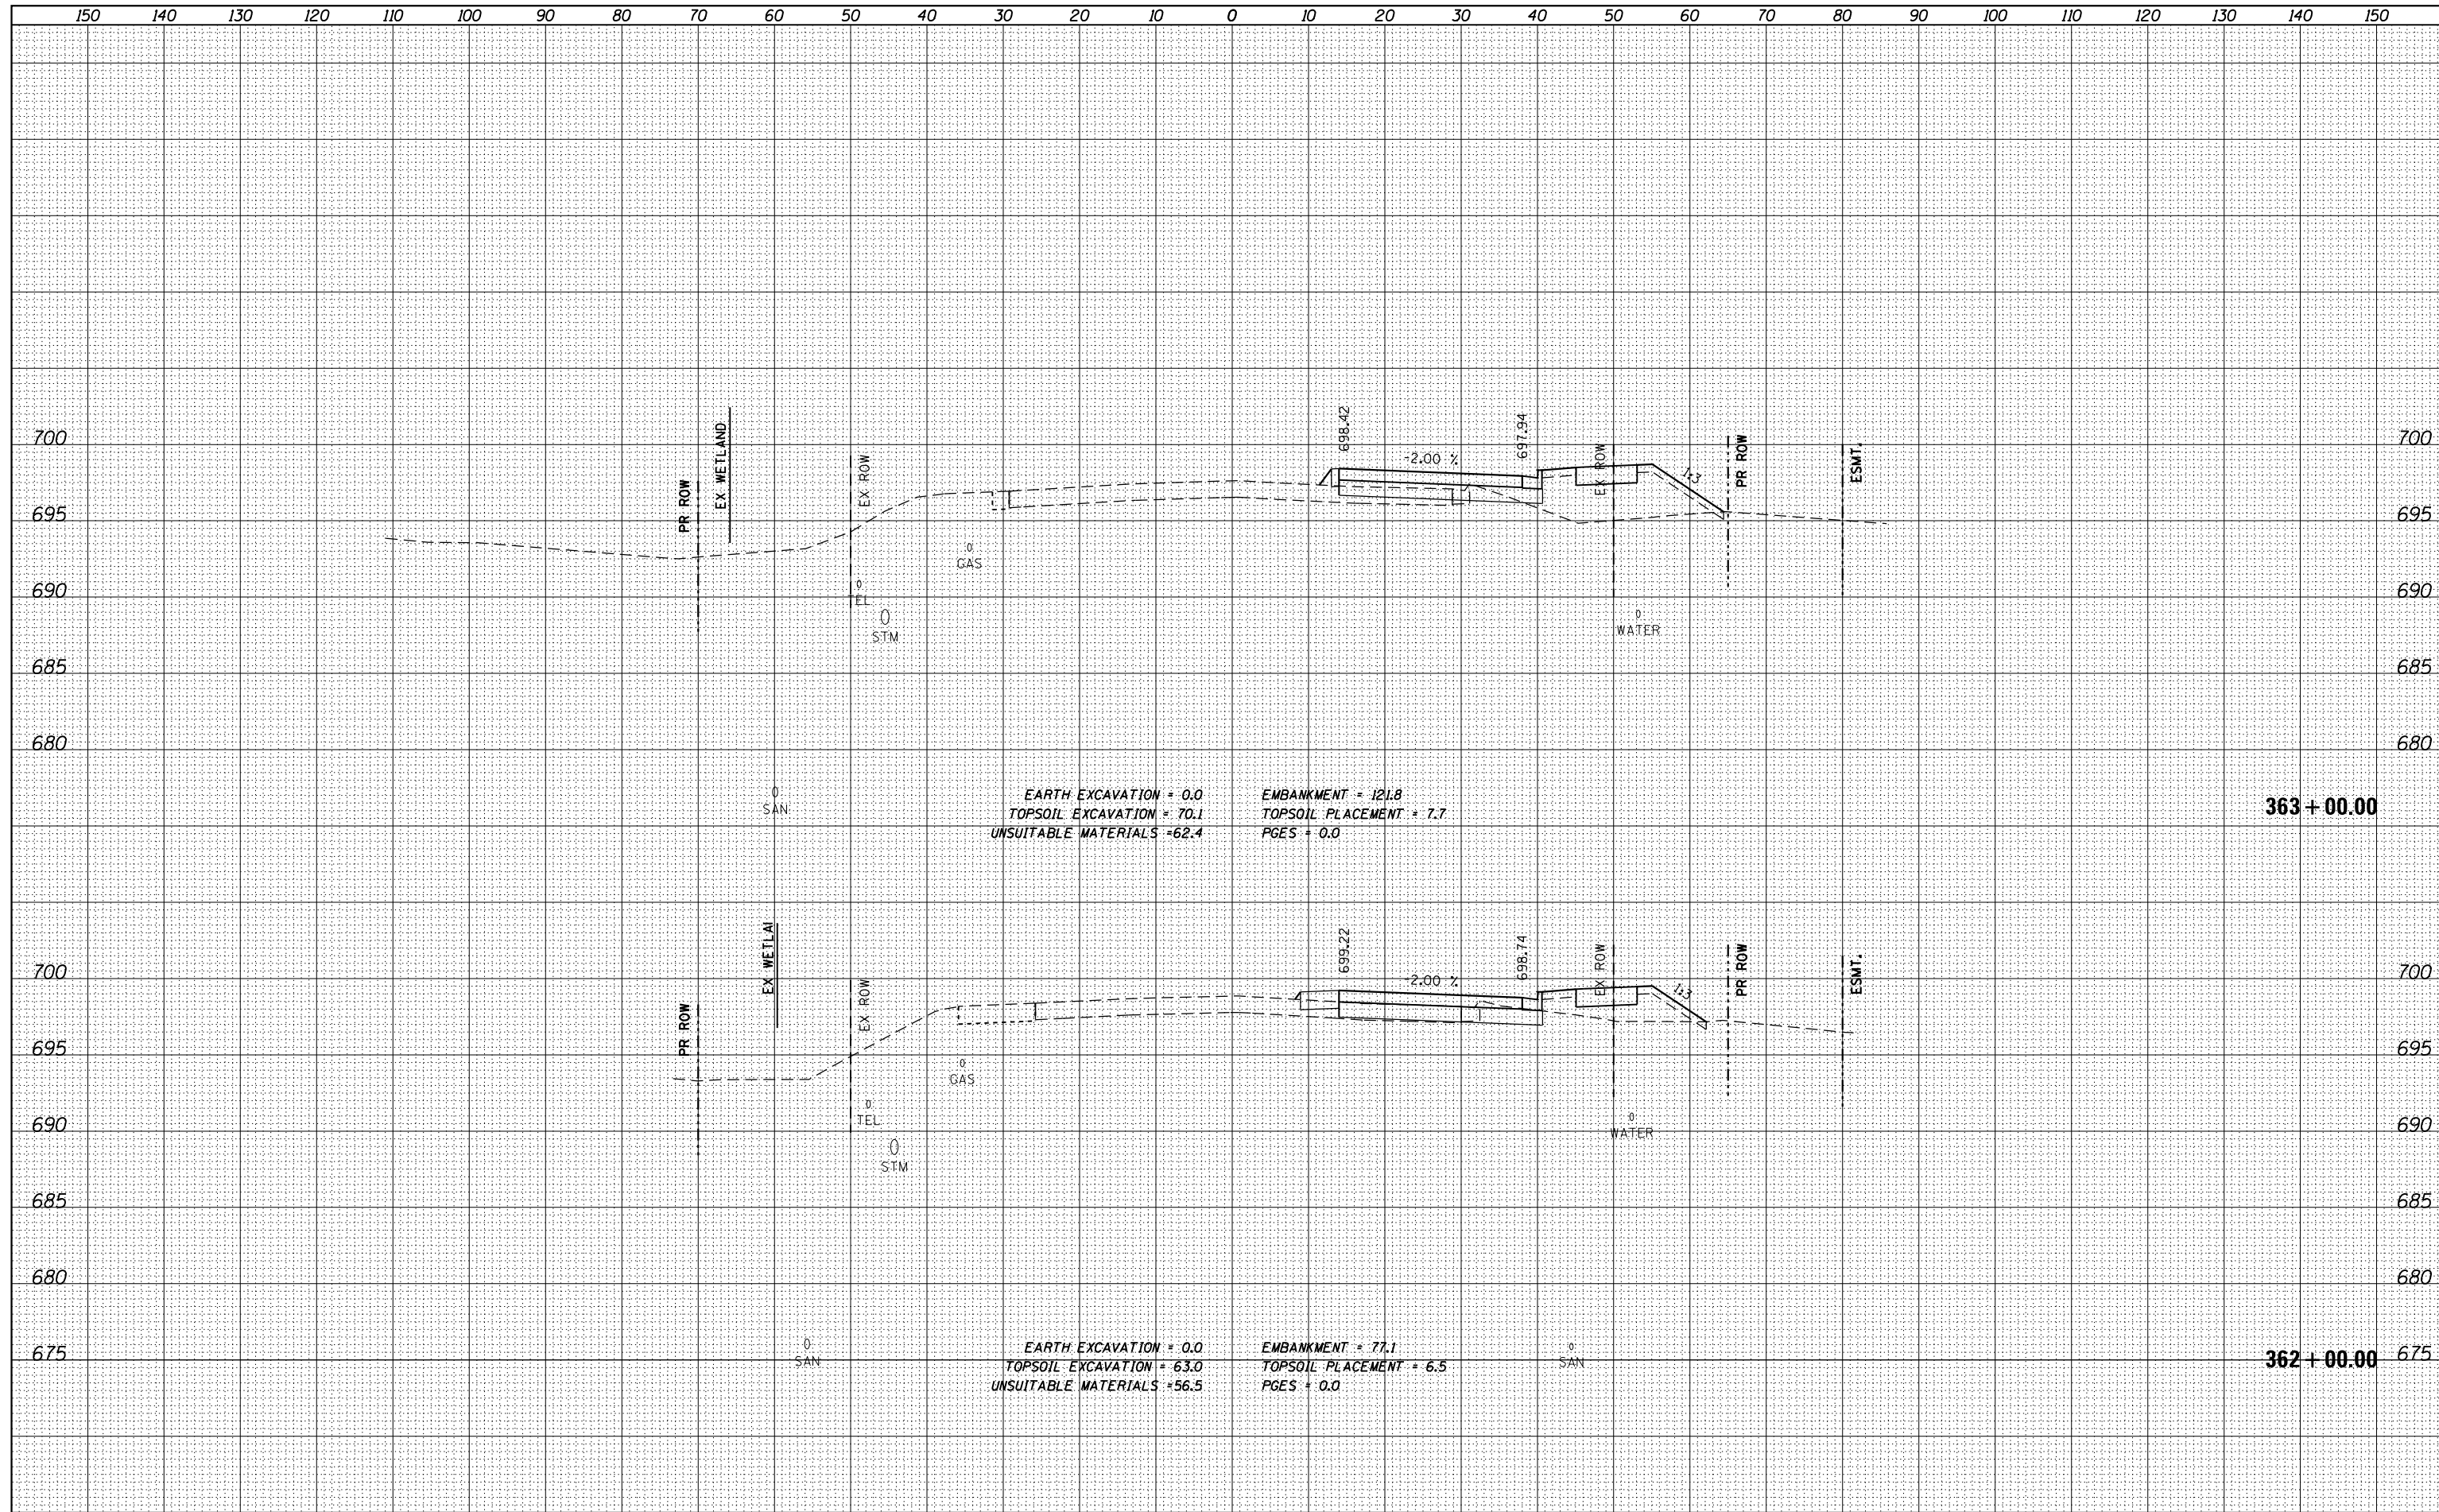 150 140 130 120 110 100 90 80 70 60 50 40 30 20 10 0 10 20 30 40 50 60 70 80 90 100 110 120 130 140 150
698.42
697.94
700
PR ROW
EX WETLAND
EX ROW
-2.00 %
EX ROW
1:3
PR ROW
ESMT.
700
695
695
GAS
690
TEL
690
STM
WATER
685
685
680
680
SAN
EARTH EXCAVATION = 0.0 EMBANKMENT = 121.8
TOPSOIL EXCAVATION = 70.1 TOPSOIL PLACEMENT = 7.7
UNSUITABLE MATERIALS =62.4 PGES = 0.0
363+00.00
699.22
698.74
700
PR ROW
EX WETLAI
EX ROW
-2.00 %
EX ROW
1:3
PR ROW
ESMT.
700
695
695
GAS
690
TEL
WATER
690
STM
685
685
680
680
675
SAN
EARTH EXCAVATION = 0.0 EMBANKMENT = 77.1
TOPSOIL EXCAVATION = 63.0 TOPSOIL PLACEMENT = 6.5
UNSUITABLE MATERIALS =56.5 PGES = 0.0
SAN
362+00.00
675